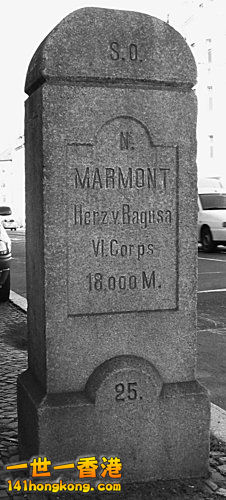 S.O.
N.
MARMONT
Herz.v.Ragusa
VI.Corps
18.000 M.
25.
一世一香港
141hongkong.com